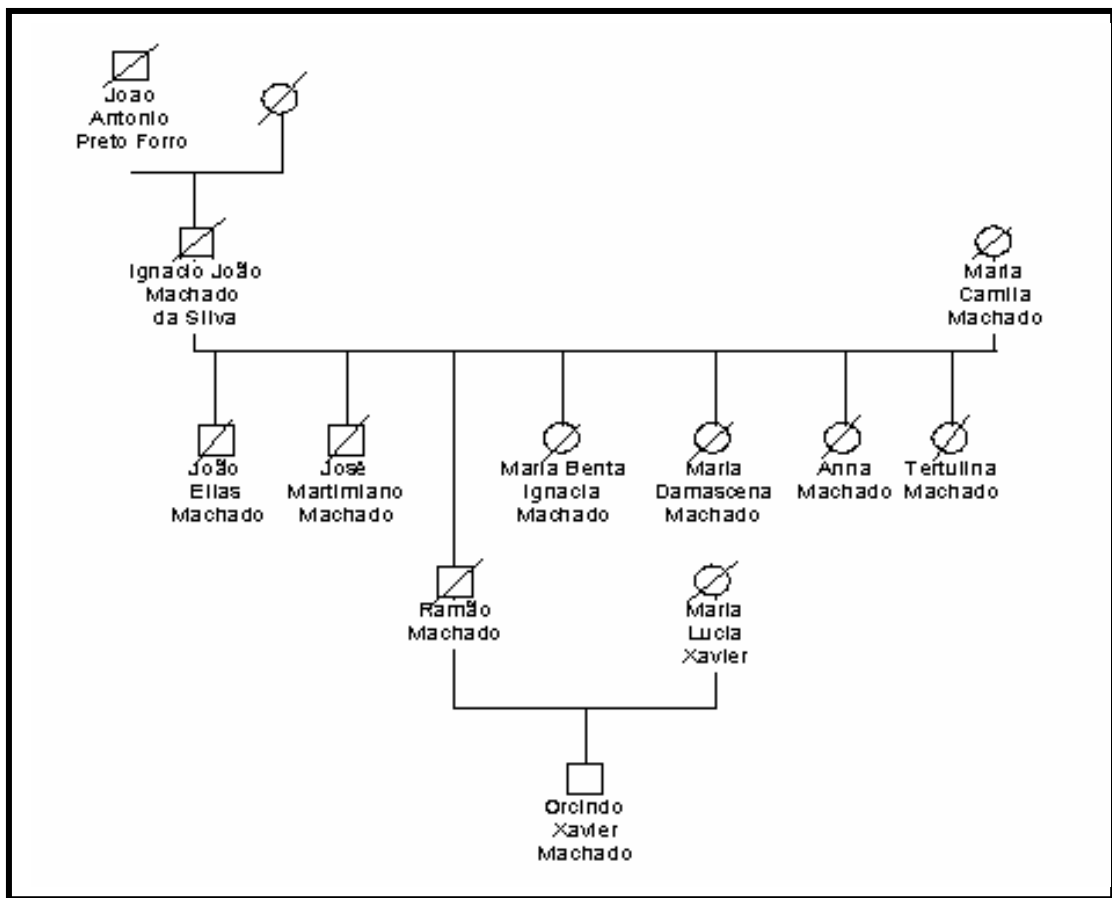 Joao
Antonio
Preto Forro
Ignacio João
Machado
da Silva
Maria
Camila
Machado
João
Elias
Machado
José
Martimiano
Machado
Maria Benta
Ignacia
Machado
Maria
Damascena
Machado
Anna
Machado
Tertulina
Machado
Ramão
Machado
Maria
Lucia
Xavier
Orcindo
Xavier
Machado